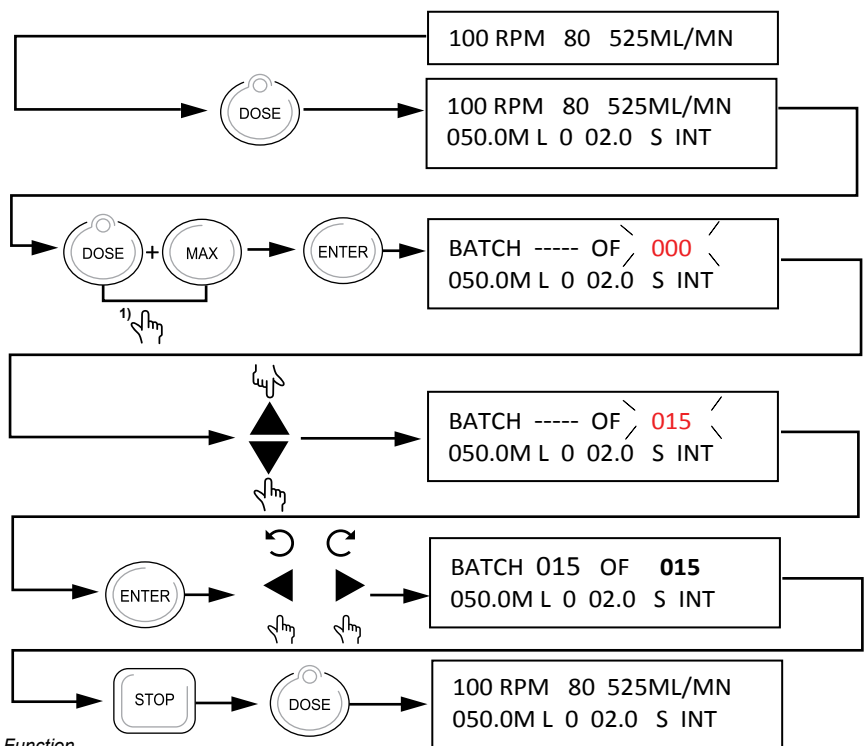 100 RPM 80 525ML/MN
DOSE
100 RPM 80 525ML/MN
050.0M L 0 02.0 S INT
DOSE + MAX ENTER
BATCH ----- OF 000
050.0M L 0 02.0 S INT
1)
BATCH ----- OF 015
050.0M L 0 02.0 S INT
ENTER
BATCH 015 OF 015
050.0M L 0 02.0 S INT
STOP DOSE
100 RPM 80 525ML/MN
050.0M L 0 02.0 S INT
Function